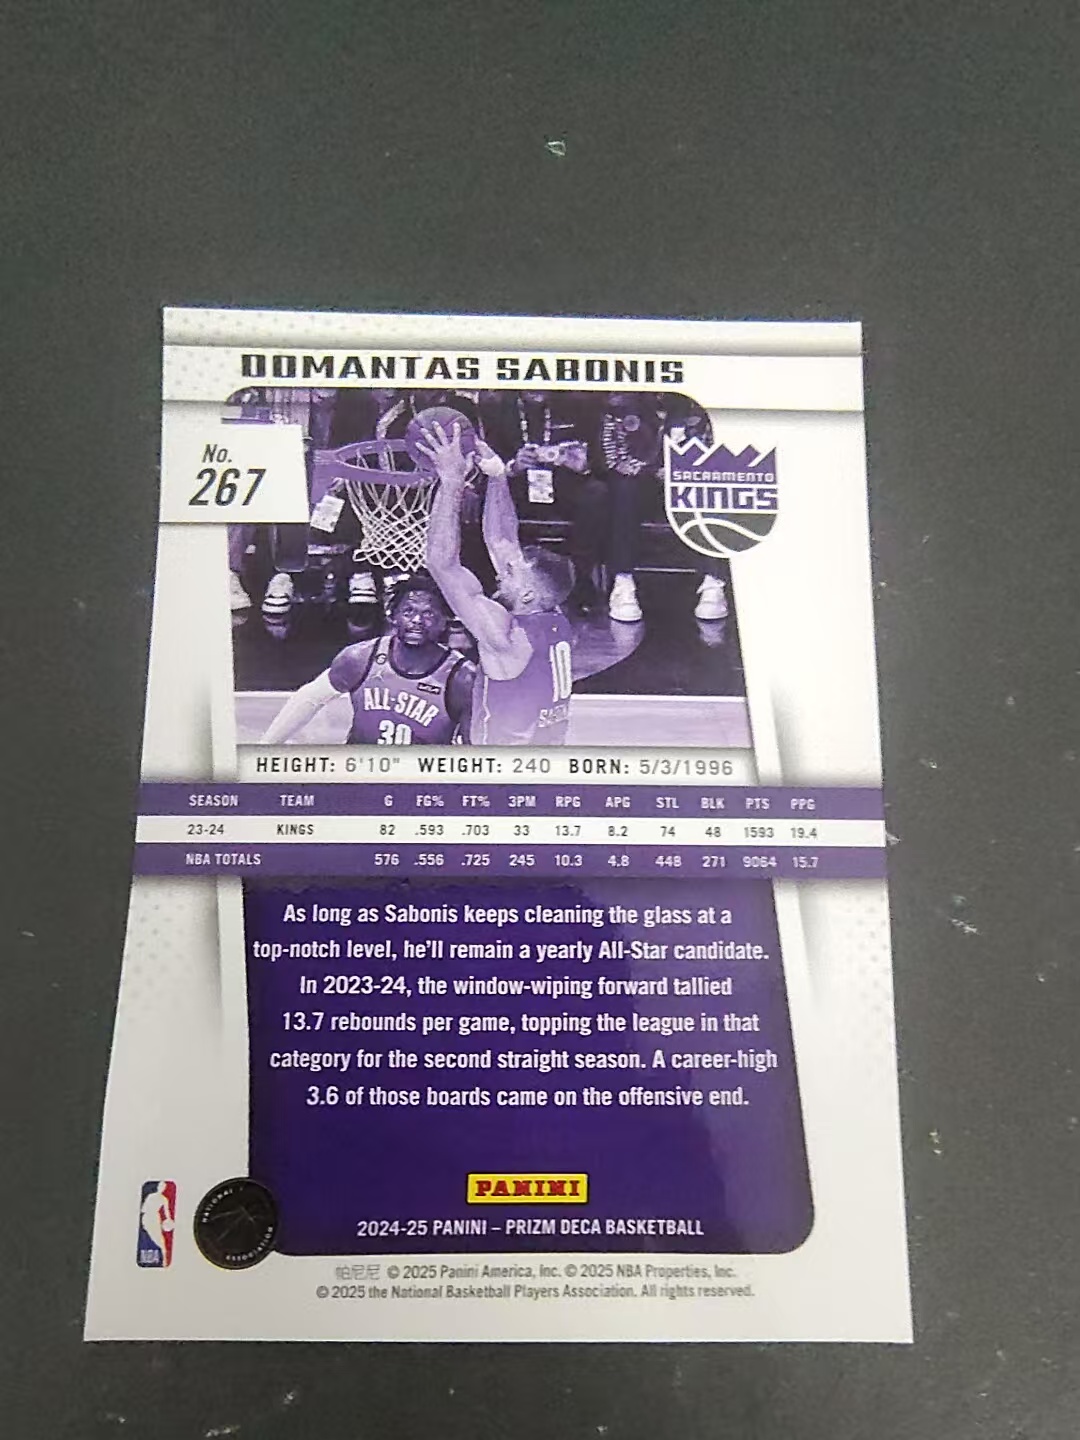 DOMANTAS SABONIS
No.
267
SACRAMENTO
KINGS
ALL-STAR
30
10
HEIGHT: 6'10" WEIGHT: 240 BORN: 5/3/1996
SEASON TEAM G FG% FT% 3PM RPG APG STL BLK PTS PPG
23-24 KINGS 82 .593 .703 33 13.7 8.2 74 48 1593 19.4
NBA TOTALS 576 .556 .725 245 10.3 4.8 448 271 9064 15.7
As long as Sabonis keeps cleaning the glass at a
top-notch level, he'll remain a yearly All-Star candidate.
In 2023-24, the window-wiping forward tallied
13.7 rebounds per game, topping the league in that
category for the second straight season. A career-high
3.6 of those boards came on the offensive end.
PANINI
2024-25 PANINI – PRIZM DECA BASKETBALL
NBA
NATIONAL
ASSOCIATION
帕尼尼 © 2025 Panini America, Inc. © 2025 NBA Properties, Inc.
© 2025 the National Basketball Players Association. All rights reserved.